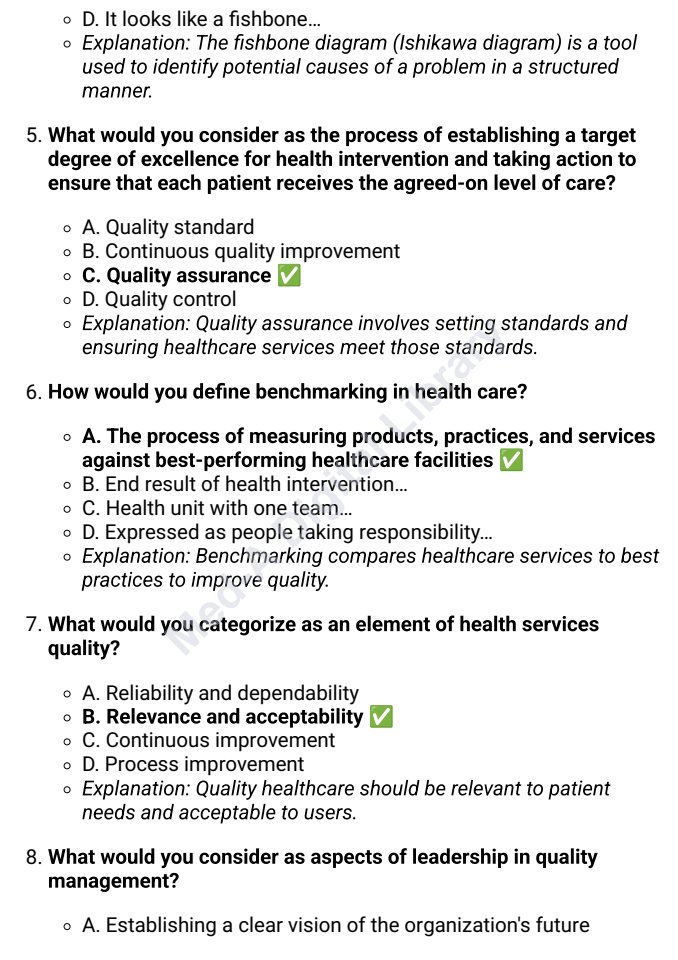 D. It looks like a fishbone...
Explanation: The fishbone diagram (Ishikawa diagram) is a tool
used to identify potential causes of a problem in a structured
manner.
5. What would you consider as the process of establishing a target
degree of excellence for health intervention and taking action to
ensure that each patient receives the agreed-on level of care?
A. Quality standard
B. Continuous quality improvement
C. Quality assurance ✅
D. Quality control
Explanation: Quality assurance involves setting standards and
ensuring healthcare services meet those standards.
6. How would you define benchmarking in health care?
A. The process of measuring products, practices, and services
against best-performing healthcare facilities ✅
B. End result of health intervention...
C. Health unit with one team...
D. Expressed as people taking responsibility...
Explanation: Benchmarking compares healthcare services to best
practices to improve quality.
7. What would you categorize as an element of health services
quality?
A. Reliability and dependability
B. Relevance and acceptability ✅
C. Continuous improvement
D. Process improvement
Explanation: Quality healthcare should be relevant to patient
needs and acceptable to users.
8. What would you consider as aspects of leadership in quality
management?
A. Establishing a clear vision of the organization's future
Med A Digital Library